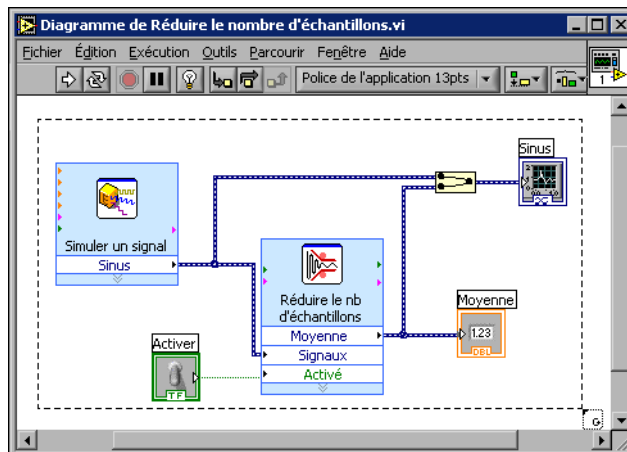 Diagramme de Réduire le nombre d'échantillons.vi
Fichier Édition Exécution Outils Parcourir Fenêtre Aide
Police de l'application 13pts
1
Sinus
Simuler un signal
Sinus
Réduire le nb
d'échantillons
Moyenne
Moyenne
1.23
DBL
Signaux
Activer
Activé
TF
G